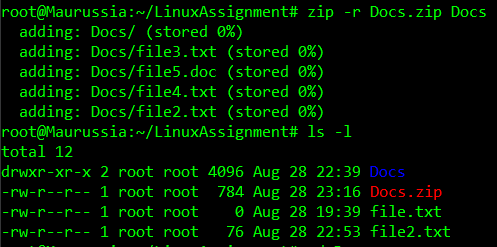 root@Maurussia:~/LinuxAssignment# zip -r Docs.zip Docs
  adding: Docs/ (stored 0%)
  adding: Docs/file3.txt (stored 0%)
  adding: Docs/file5.doc (stored 0%)
  adding: Docs/file4.txt (stored 0%)
  adding: Docs/file2.txt (stored 0%)
root@Maurussia:~/LinuxAssignment# ls -l
total 12
drwxr-xr-x 2 root root 4096 Aug 28 22:39 Docs
-rw-r--r-- 1 root root  784 Aug 28 23:16 Docs.zip
-rw-r--r-- 1 root root    0 Aug 28 19:39 file.txt
-rw-r--r-- 1 root root   76 Aug 28 22:53 file2.txt